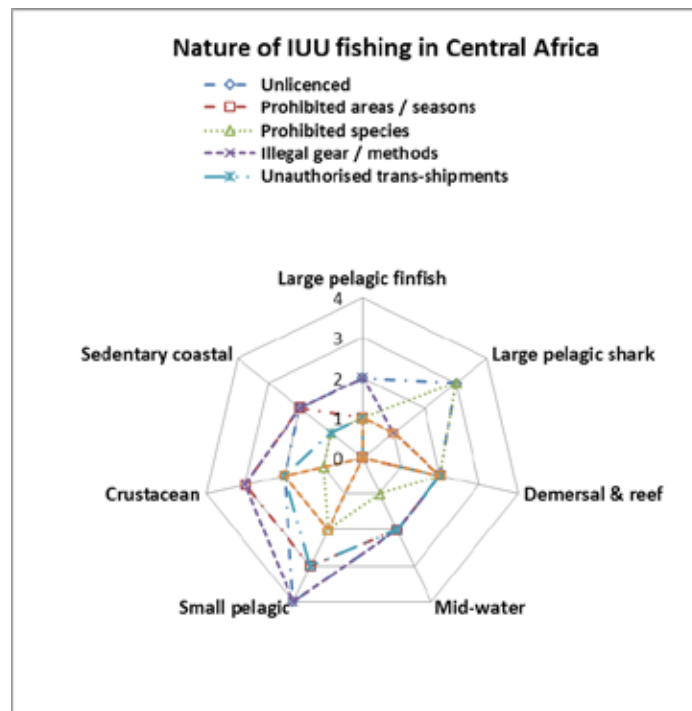 Nature of IUU fishing in Central Africa
Unlicenced
Prohibited areas / seasons
Prohibited species
Illegal gear / methods
Unauthorised trans-shipments
Large pelagic finfish
4
3
Sedentary coastal
Large pelagic shark
2
1
0
Crustacean
Demersal & reef
Small pelagic
Mid-water